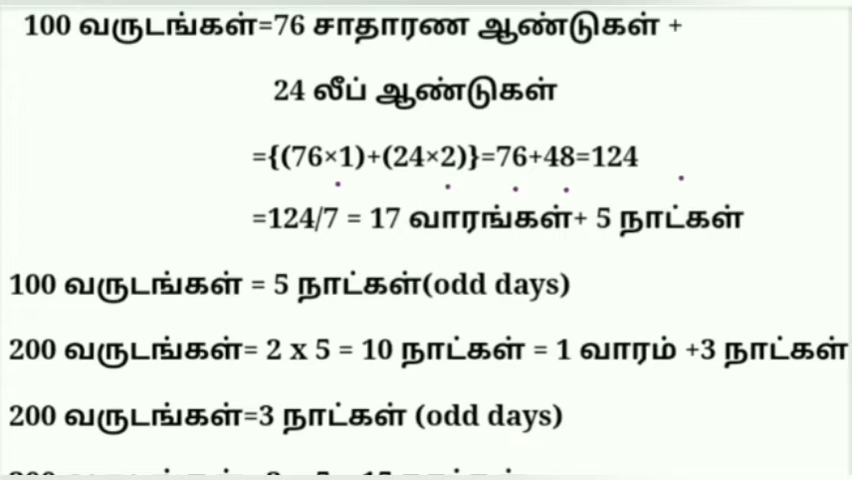 100 வருடங்கள்=76 சாதாரண ஆண்டுகள் +
24 லீப் ஆண்டுகள்
={(76×1)+(24×2)}=76+48=124
=124/7 = 17 வாரங்கள்+ 5 நாட்கள்
100 வருடங்கள் = 5 நாட்கள்(odd days)
200 வருடங்கள்= 2 x 5 = 10 நாட்கள் = 1 வாரம் +3 நாட்கள்
200 வருடங்கள்=3 நாட்கள் (odd days)